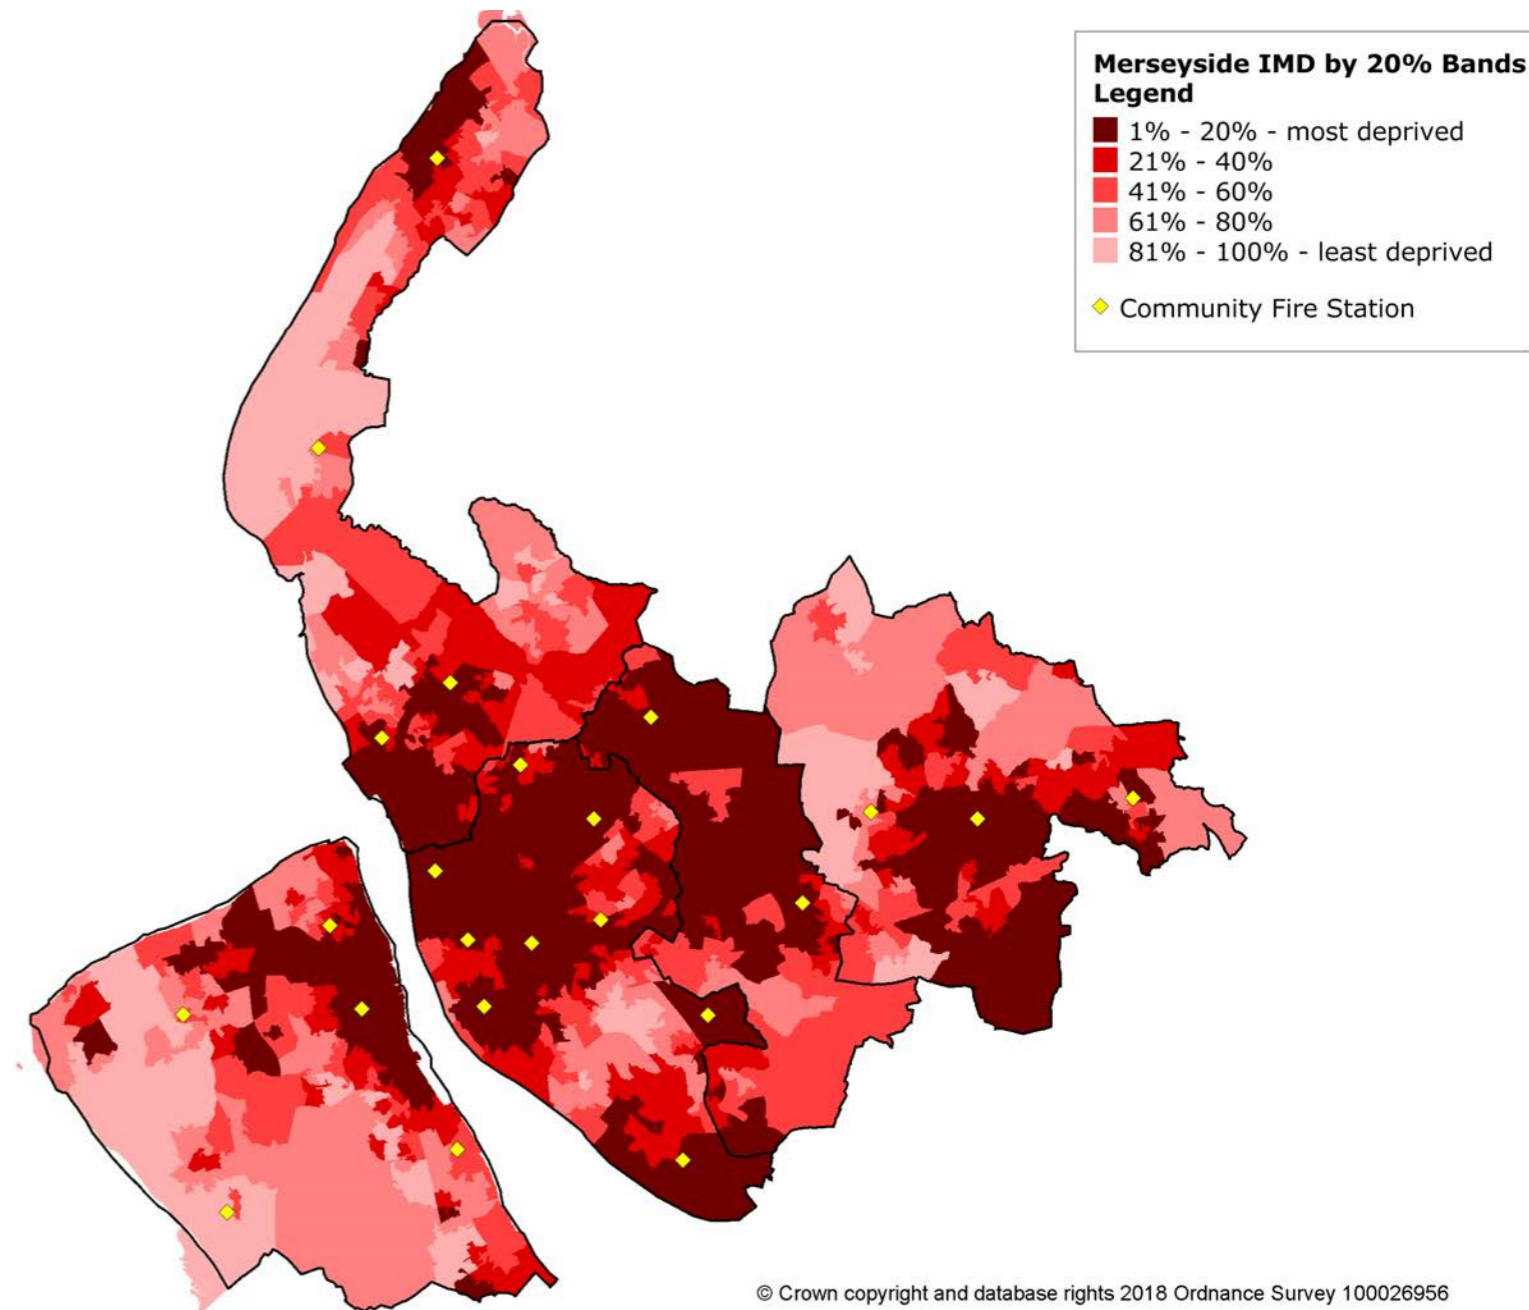 Merseyside IMD by 20% Bands
Legend
1% - 20% - most deprived
21% - 40%
41% - 60%
61% - 80%
81% - 100% - least deprived
Community Fire Station
© Crown copyright and database rights 2018 Ordnance Survey 100026956